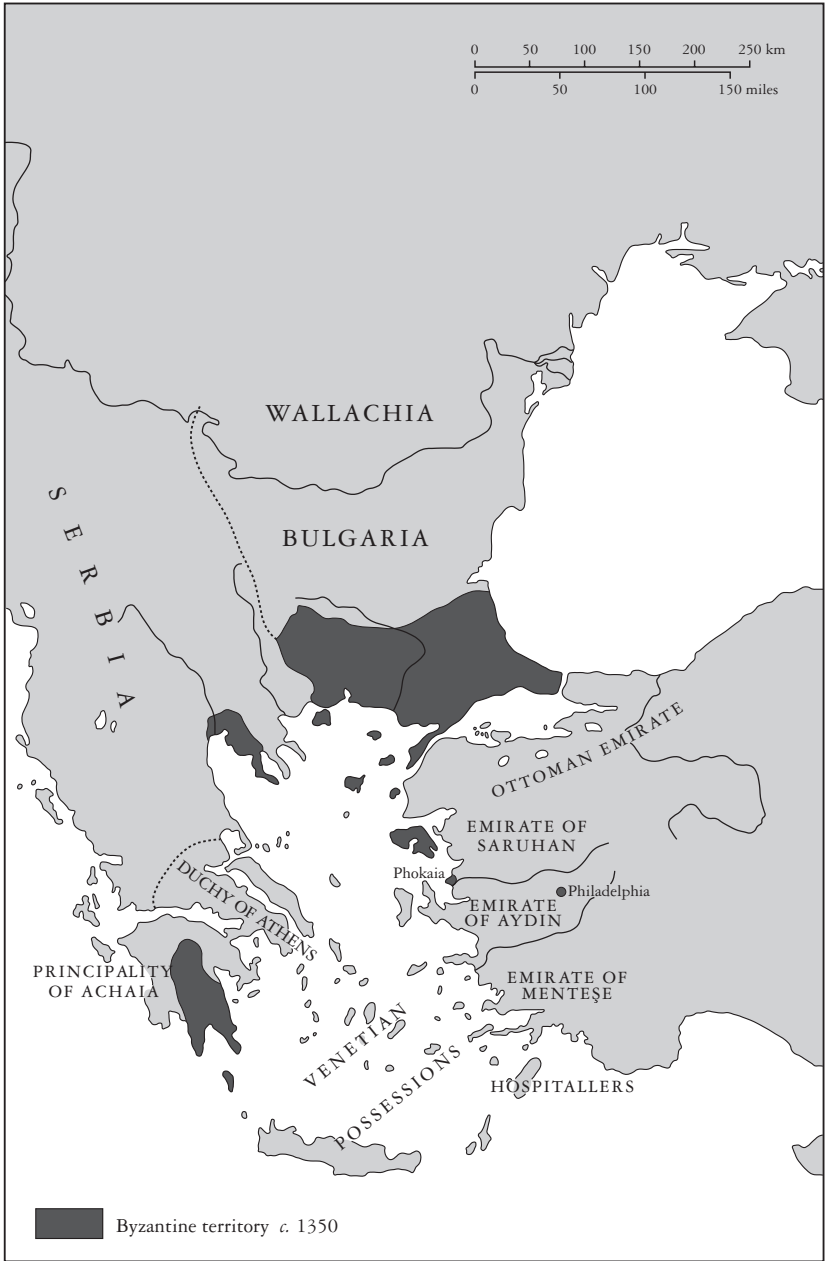 0 50 100 150 200 250 km
0 50 100 150 miles
WALLACHIA
SERBIA
BULGARIA
OTTOMAN EMIRATE
EMIRATE OF
SARUHAN
Phokaia
Philadelphia
EMIRATE
OF AYDIN
DUCHY OF ATHENS
PRINCIPALITY
OF ACHAIA
EMIRATE OF
MENTEŞE
VENETIAN
POSSESSIONS
HOSPITALLERS
Byzantine territory c. 1350